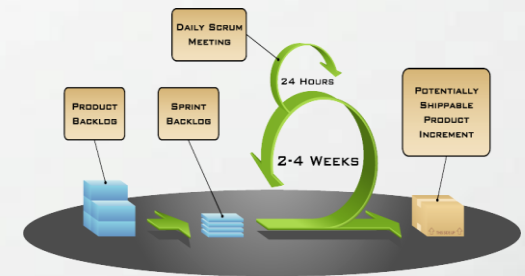 DAILY SCRUM
MEETING
24 HOURS
PRODUCT
BACKLOG
SPRINT
BACKLOG
POTENTIALLY
SHIPPABLE
PRODUCT
INCREMENT
2-4 WEEKS